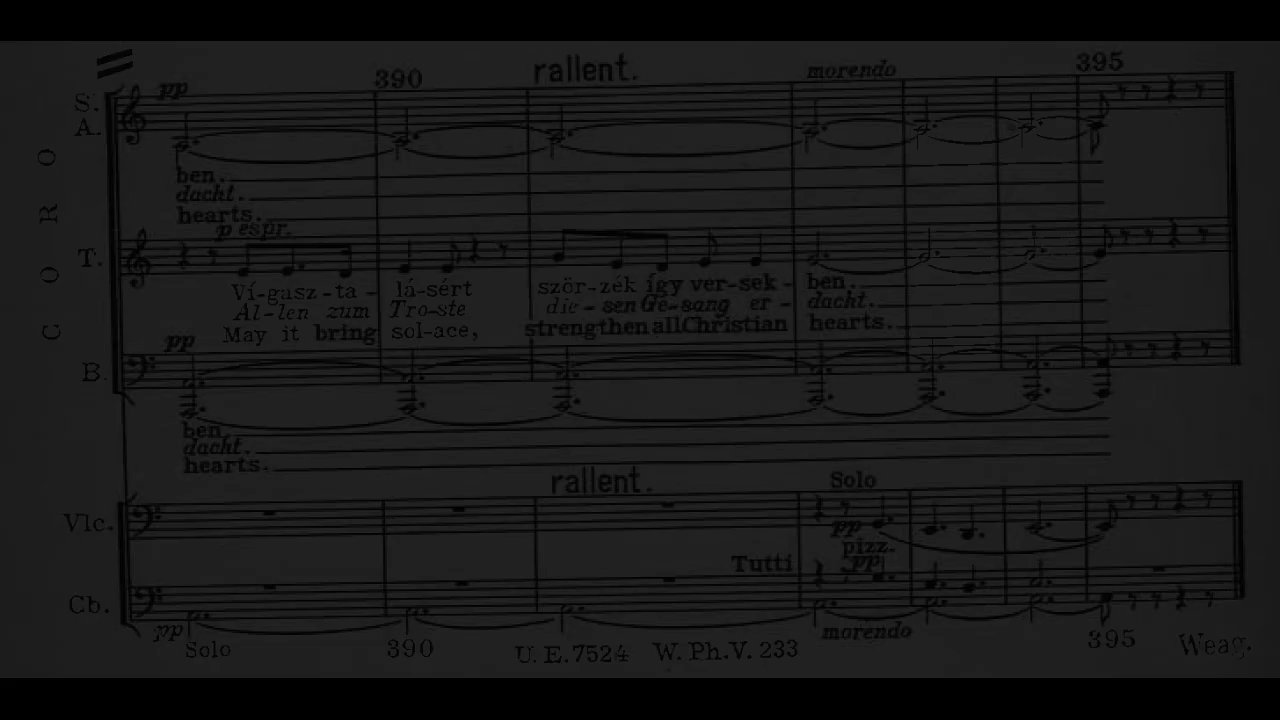 390 rallent. morendo 395
pp
S.
A.
ben.
dacht.
hearts.
p espr.
T.
Ví-gasz-ta- lá-sért ször-zék így ver-sek- ben.
Al-len zum Tro-ste die-sen Ge-sang er- dacht.
May it bring sol-ace, strengthen all Christian hearts.
CORO
pp
B.
ben.
dacht.
hearts.
rallent. Solo
Vlc.
pp
pizz.
Tutti pp
Cb.
pp morendo
Solo 390 U. E. 7524 W. Ph. V. 233 395 Weag.